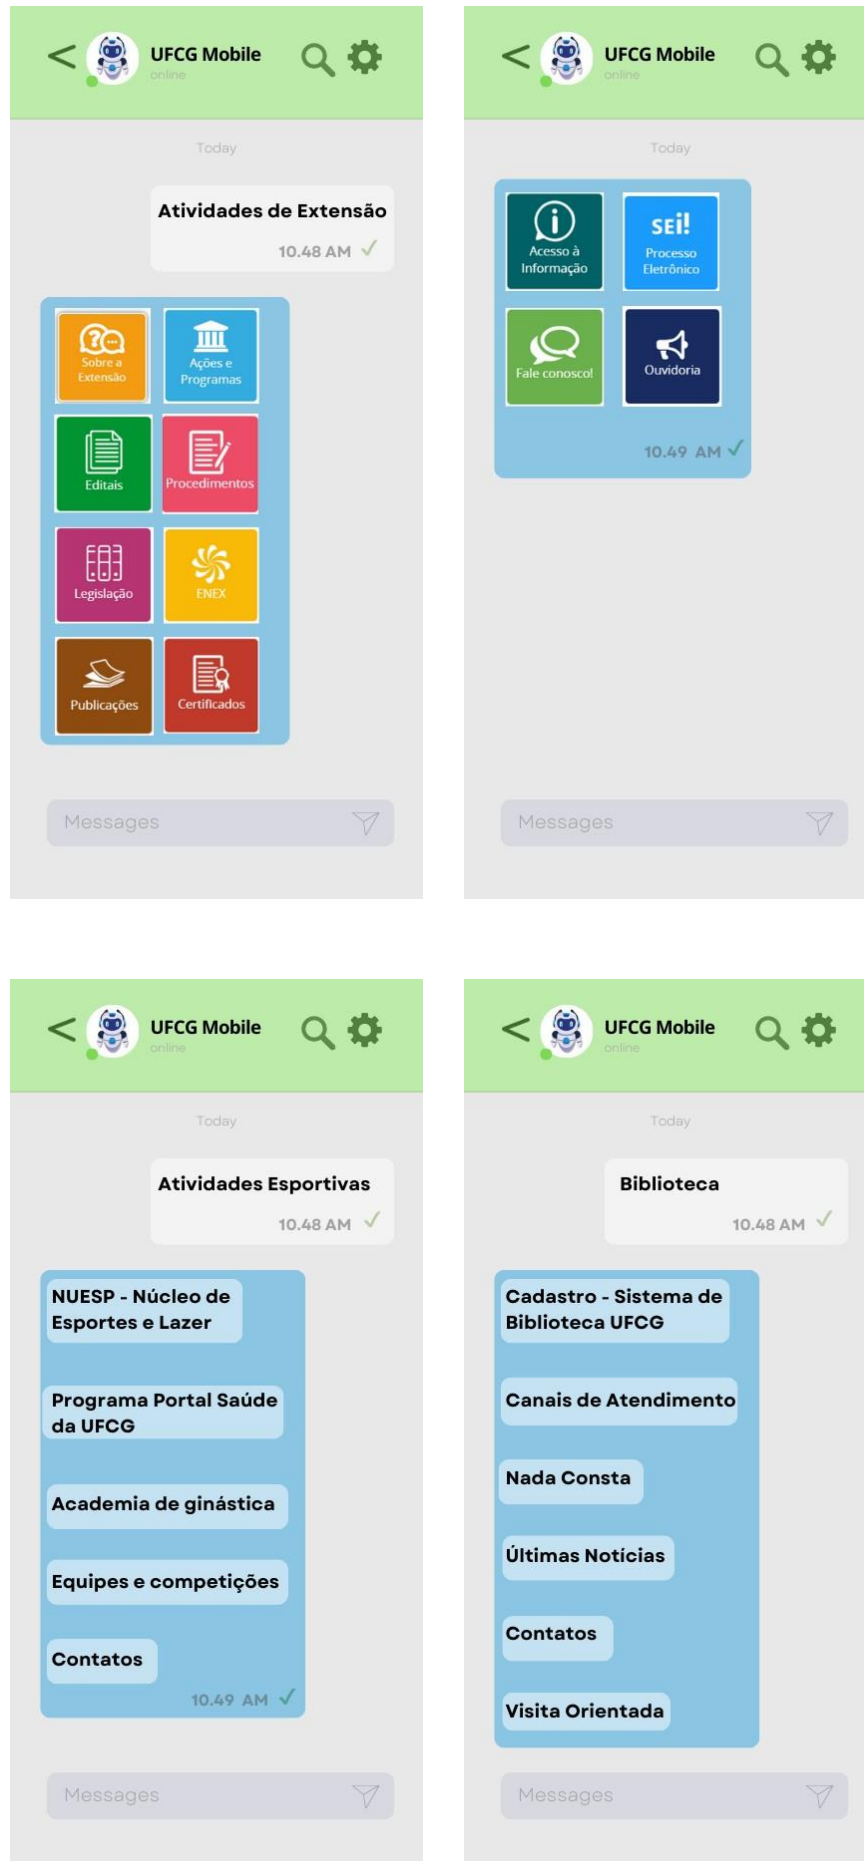 UFCG Mobile
online
Today
Atividades de Extensão
10.48 AM
Sobre a
Extensão
Ações e
Programas
Editais
Procedimentos
Legislação
ENEX
Publicações
Certificados
Messages
UFCG Mobile
online
Today
Acesso à
Informação
sei!
Processo
Eletrônico
Fale conosco!
Ouvidoria
10.49 AM
Messages
UFCG Mobile
online
Today
Atividades Esportivas
10.48 AM
NUESP - Núcleo de
Esportes e Lazer
Programa Portal Saúde
da UFCG
Academia de ginástica
Equipes e competições
Contatos
10.49 AM
Messages
UFCG Mobile
online
Today
Biblioteca
10.48 AM
Cadastro - Sistema de
Biblioteca UFCG
Canais de Atendimento
Nada Consta
Últimas Notícias
Contatos
Visita Orientada
Messages